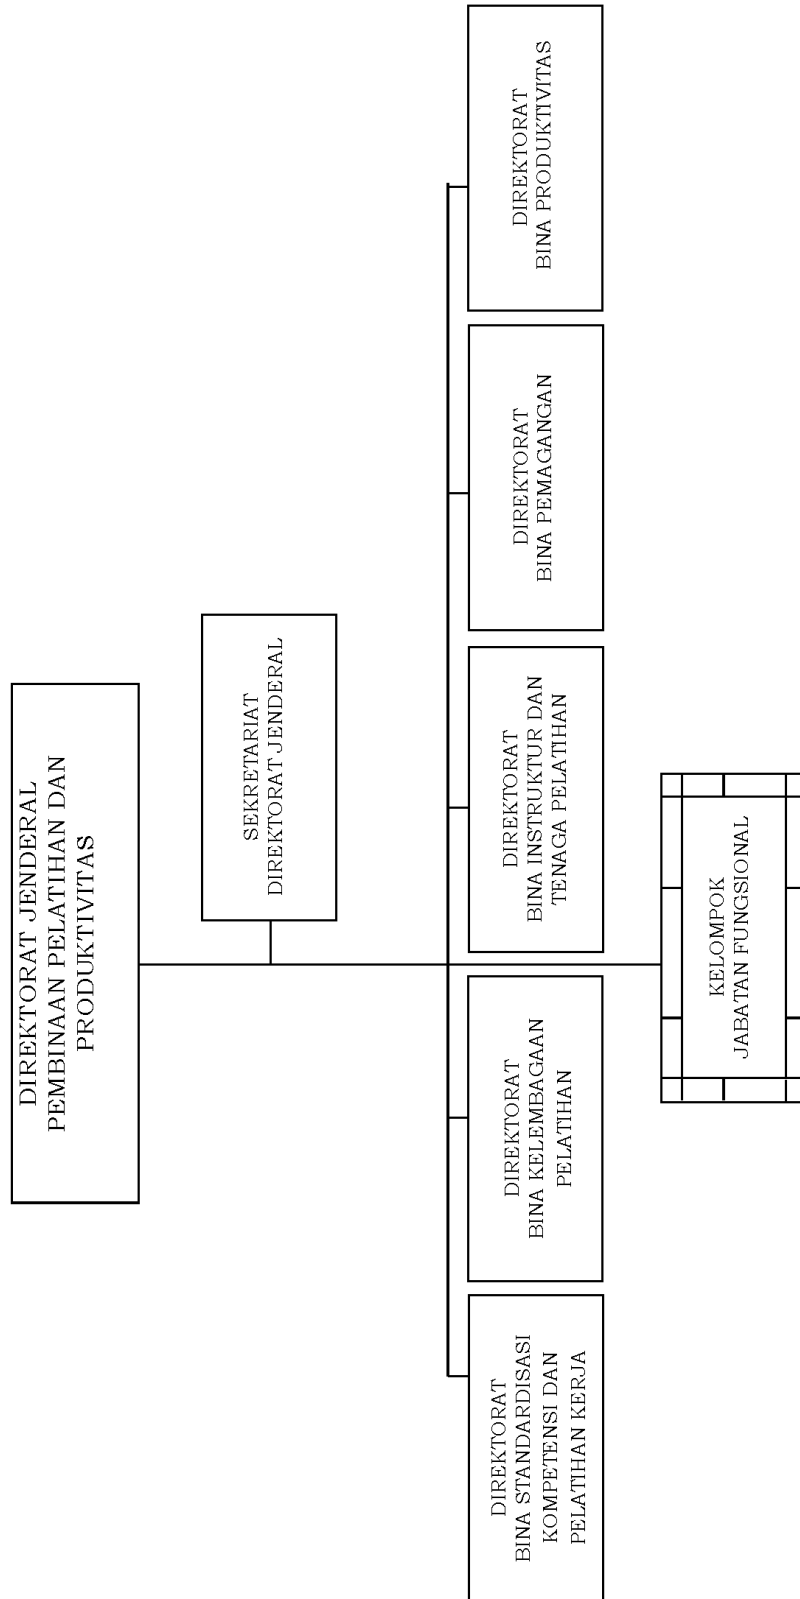 DIREKTORAT JENDERAL
PEMBINAAN PELATIHAN DAN
PRODUKTIVITAS
SEKRETARIAT
DIREKTORAT JENDERAL
DIREKTORAT
BINA STANDARDISASI
KOMPETENSI DAN
PELATIHAN KERJA
DIREKTORAT
BINA KELEMBAGAAN
PELATIHAN
DIREKTORAT
BINA INSTRUKTUR DAN
TENAGA PELATIHAN
DIREKTORAT
BINA PEMAGANGAN
DIREKTORAT
BINA PRODUKTIVITAS
KELOMPOK
JABATAN FUNGSIONAL